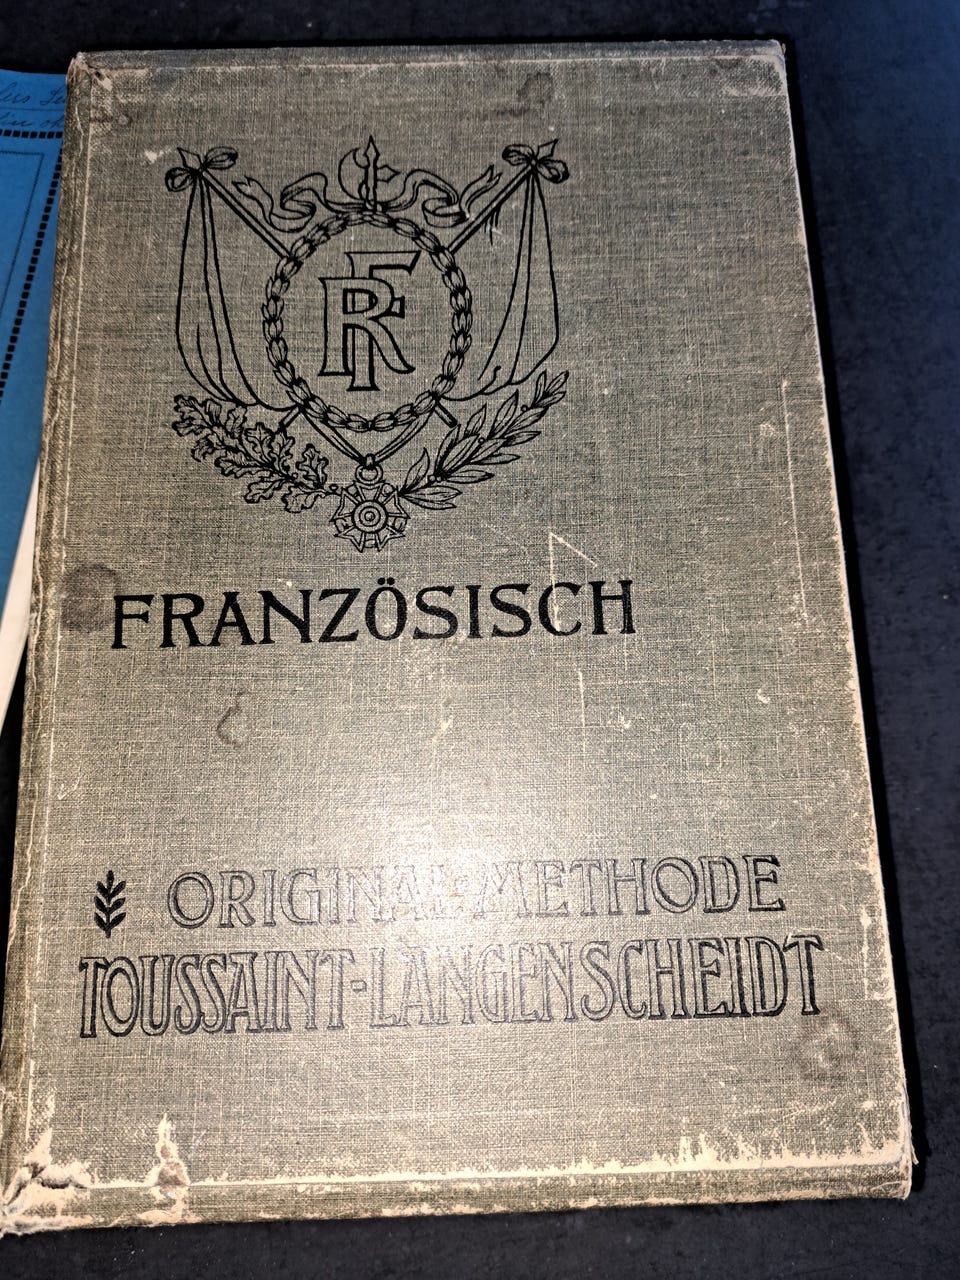 RF
FRANZÖSISCH
ORIGINAL-METHODE
TOUSSAINT-LANGENSCHEIDT